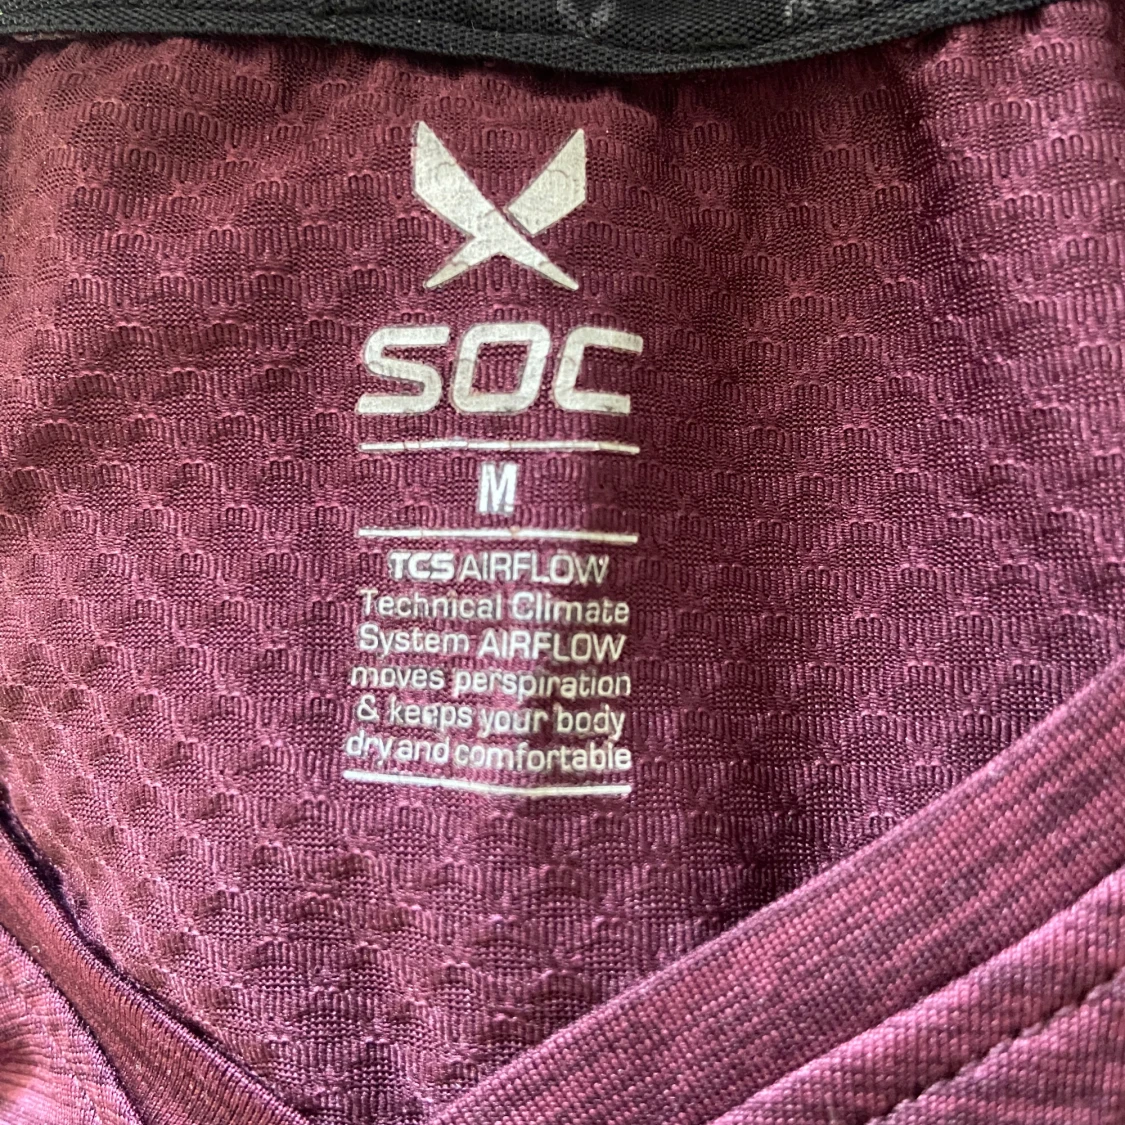 SOC
M
TCS AIRFLOW
Technical Climate
System AIRFLOW
moves perspiration
& keeps your body
dry and comfortable